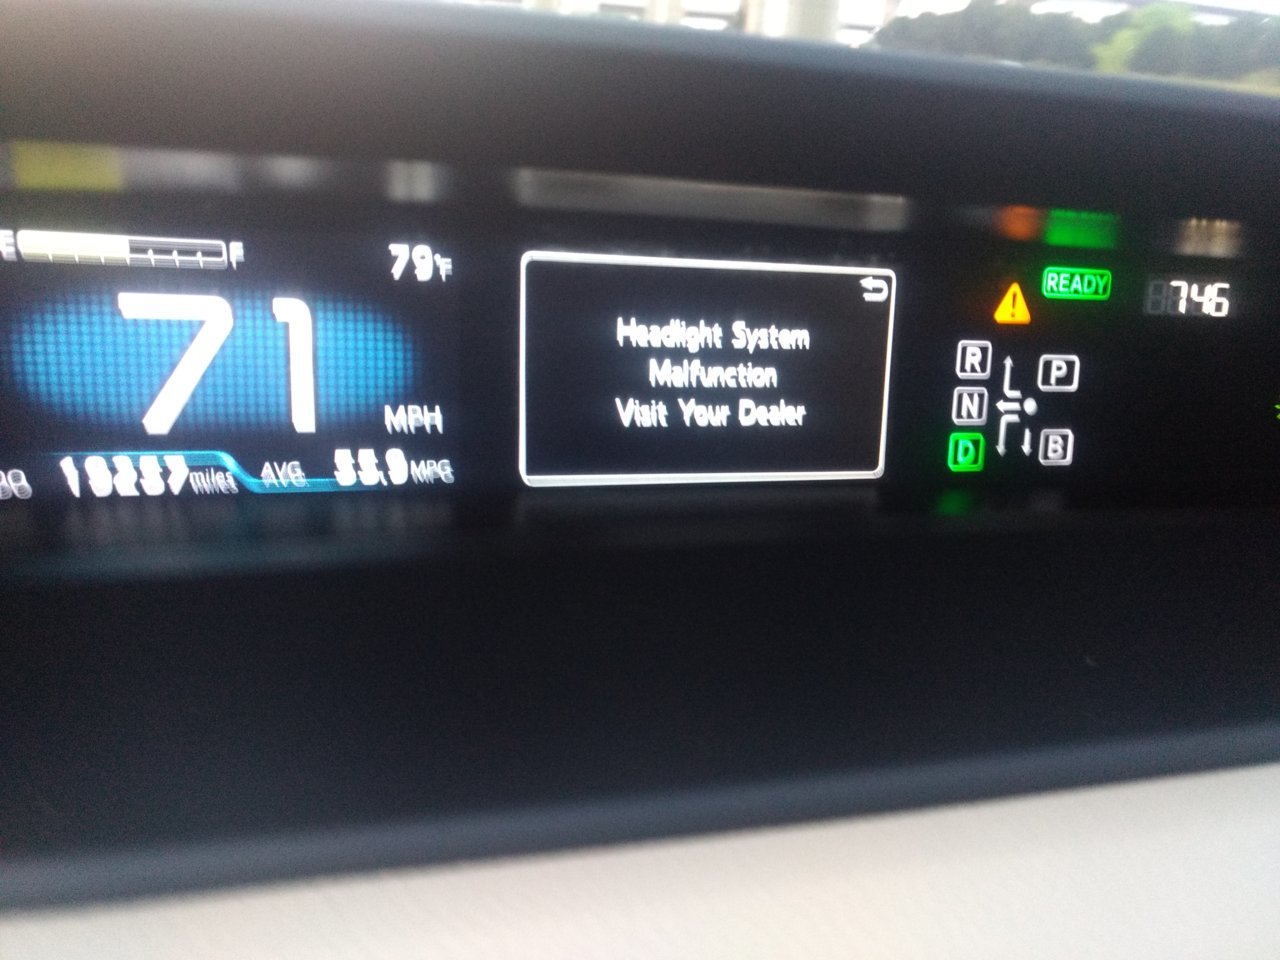 E F
79°F
71
MPH
miles AVG MPG
Headlight System
Malfunction
Visit Your Dealer
READY
7:46
R P
N
D B